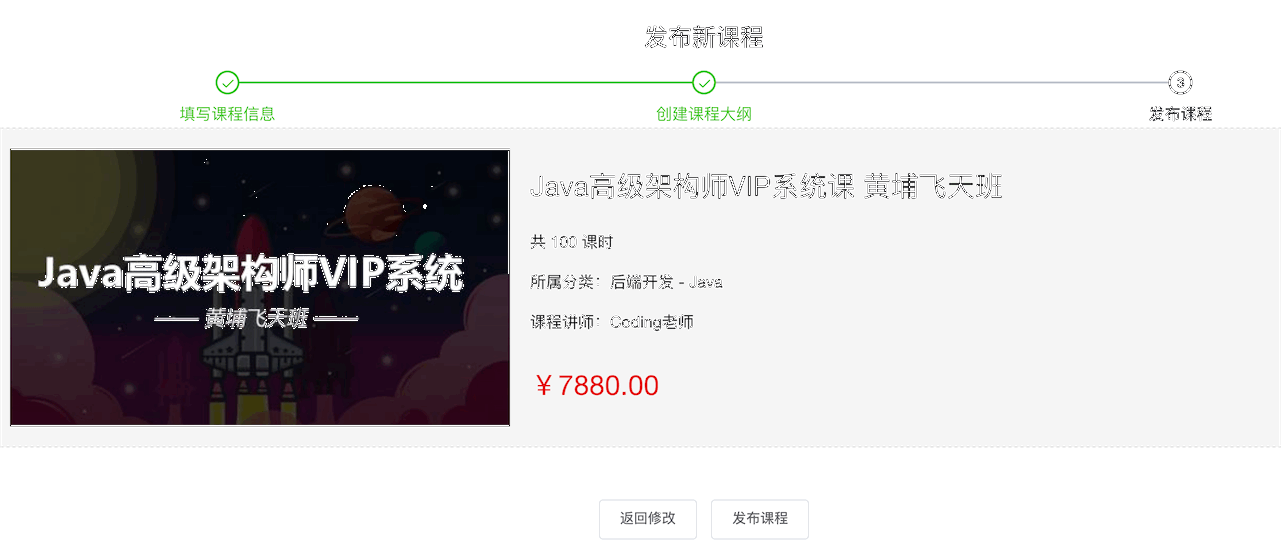 发布新课程
3
填写课程信息
创建课程大纲
发布课程
Java高级架构师VIP系统
黄埔飞天班
Java高级架构师VIP系统课 黄埔飞天班
共 100 课时
所属分类：后端开发 - Java
课程讲师：Coding老师
￥7880.00
返回修改
发布课程